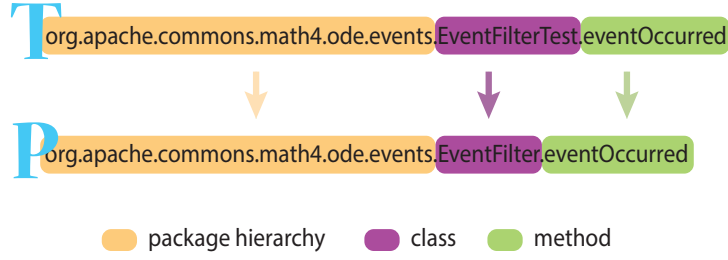 T org.apache.commons.math4.ode.events.EventFilterTest.eventOccurred
P org.apache.commons.math4.ode.events.EventFilter.eventOccurred
package hierarchy class method